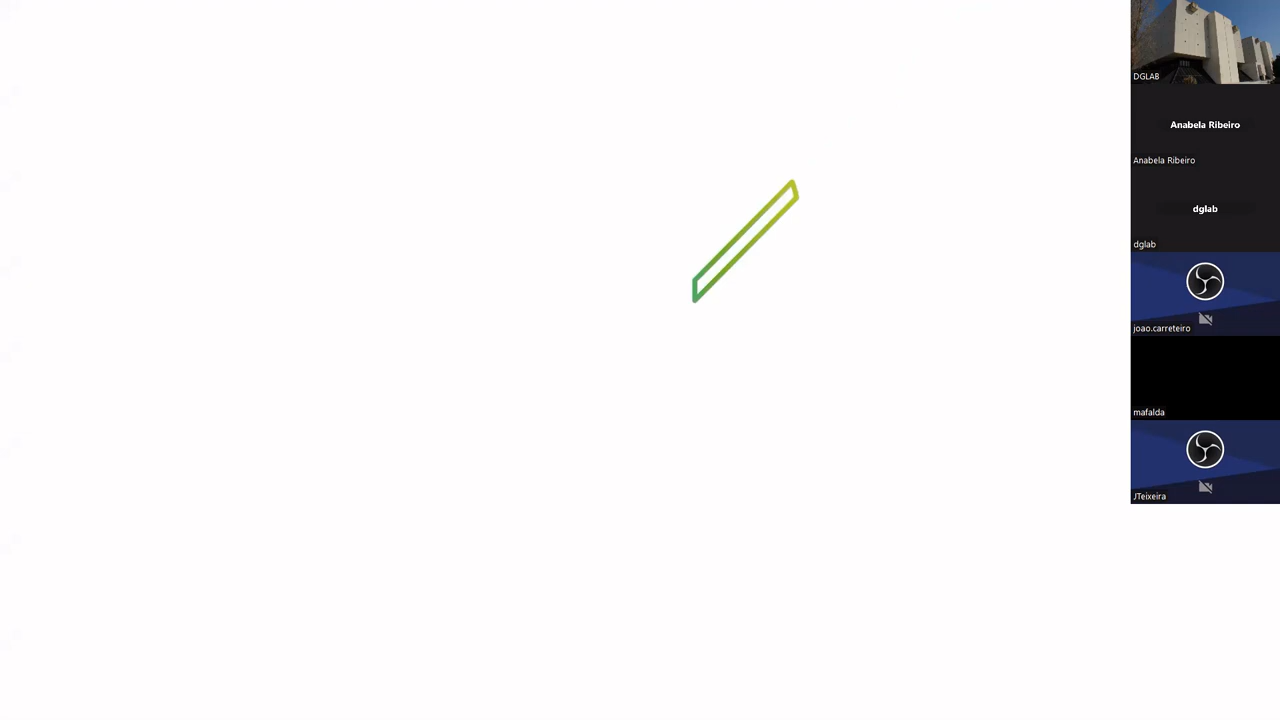 DGLAB
Anabela Ribeiro
Anabela Ribeiro
dglab
dglab
joao.carreteiro
mafalda
JTeixeira